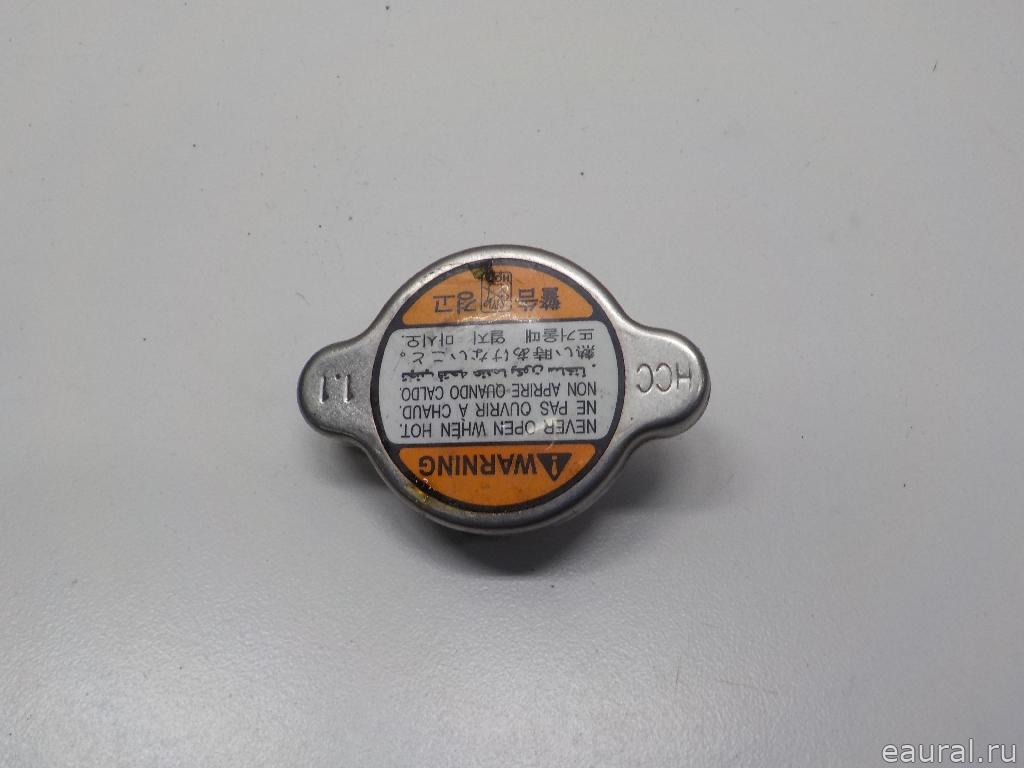 HCC
1.1
WARNING
NEVER OPEN WHEN HOT.
NE PAS OUVRIR À CHAUD.
NON APRIRE QUANDO CALDO.
熱い時あけないこと。
뜨거울때 열지 마시오.
警告 경고
HCC
eaural.ru